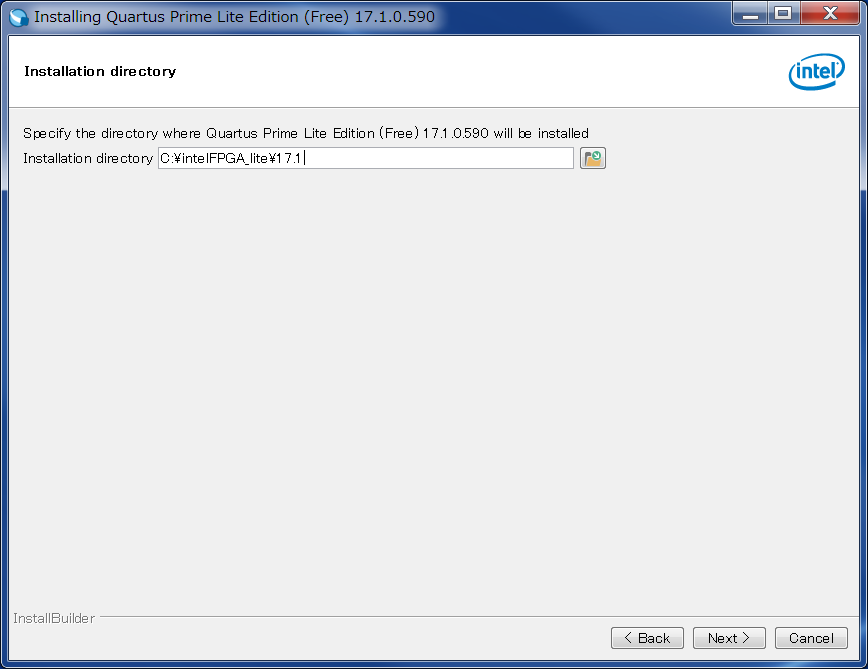 Installing Quartus Prime Lite Edition (Free) 17.1.0.590
Installation directory
intel
Specify the directory where Quartus Prime Lite Edition (Free) 17.1.0.590 will be installed
Installation directory C:¥intelFPGA_lite¥17.1
InstallBuilder
< Back Next > Cancel